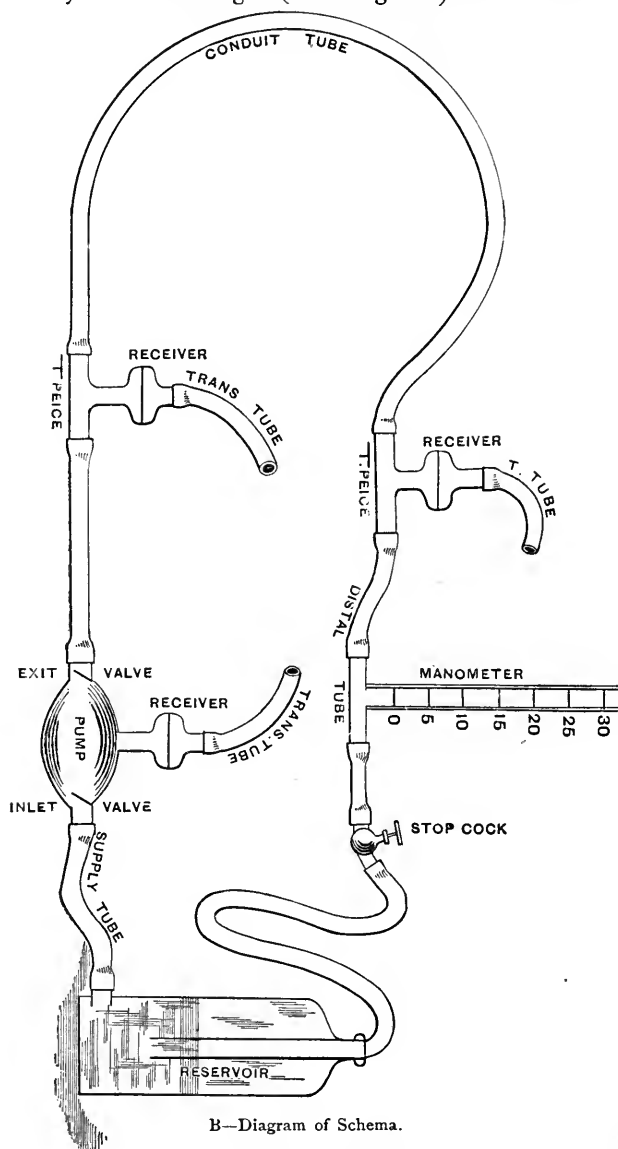 CONDUIT TUBE
RECEIVER
TRANS TUBE
T. PEICE
RECEIVER
T. TUBE
T. PEICE
DISTAL
TUBE
MANOMETER
0 5 10 15 20 25 30
EXIT VALVE
RECEIVER
TRANS. TUBE
PUMP
INLET VALVE
STOP COCK
SUPPLY TUBE
RESERVOIR
B—Diagram of Schema.